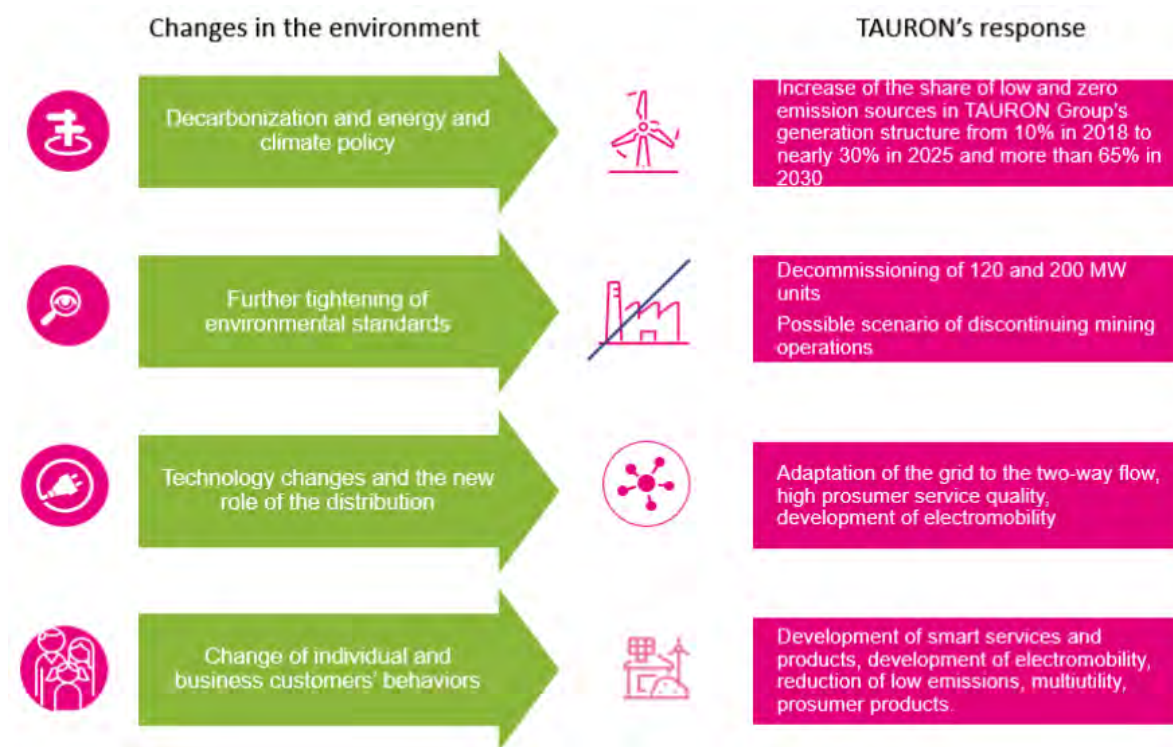 Changes in the environment
TAURON's response
Decarbonization and energy and
climate policy
Increase of the share of low and zero
emission sources in TAURON Group's
generation structure from 10% in 2018 to
nearly 30% in 2025 and more than 65% in
2030
Further tightening of
environmental standards
Decommissioning of 120 and 200 MW
units
Possible scenario of discontinuing mining
operations
Technology changes and the new
role of the distribution
Adaptation of the grid to the two-way flow,
high prosumer service quality,
development of electromobility
Change of individual and
business customers' behaviors
Development of smart services and
products, development of electromobility,
reduction of low emissions, multiutility,
prosumer products.